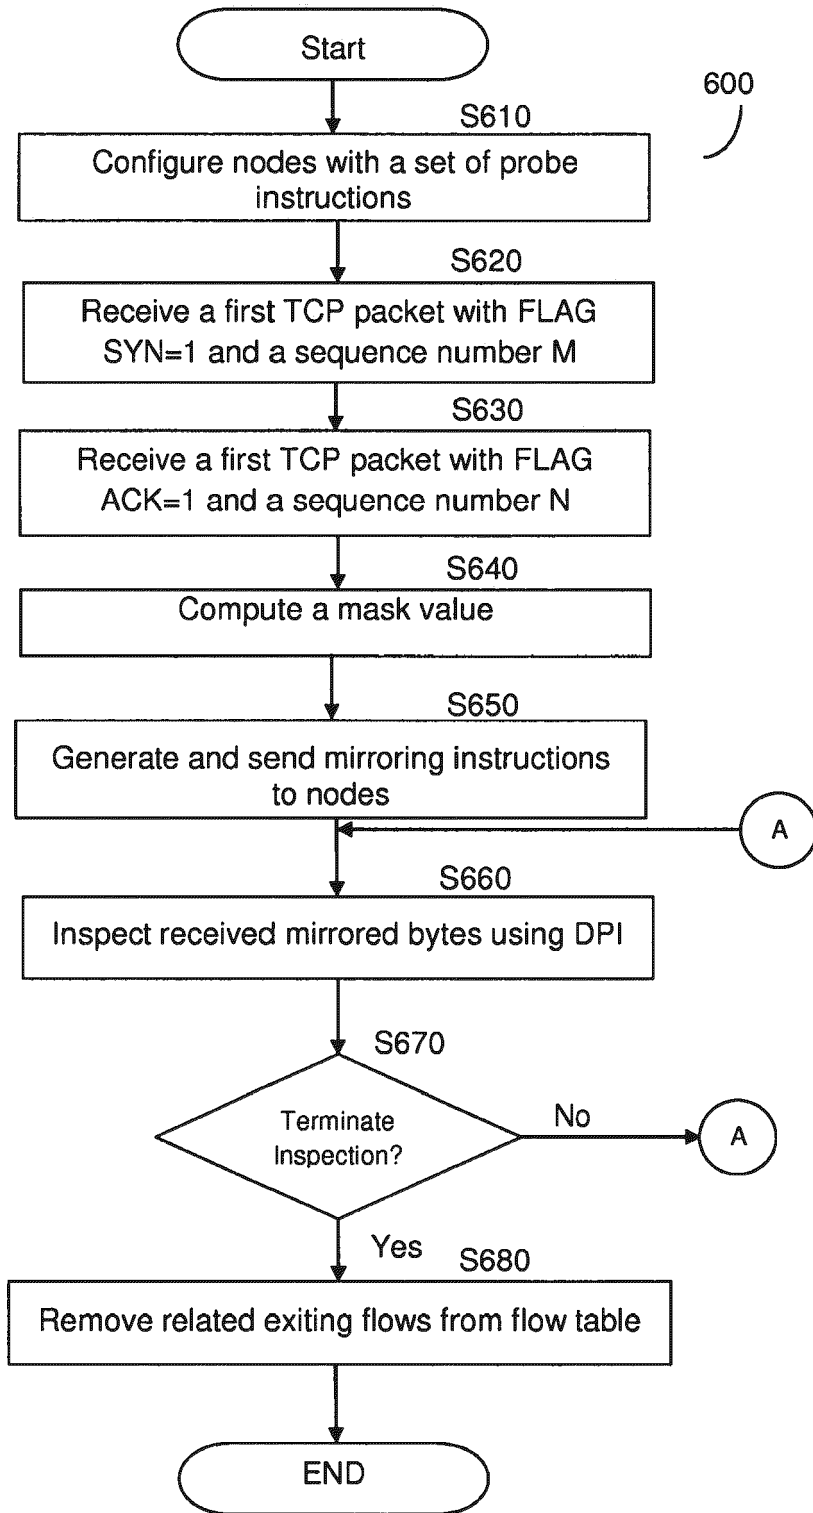 Start
600
S610
Configure nodes with a set of probe
instructions
S620
Receive a first TCP packet with FLAG
SYN=1 and a sequence number M
S630
Receive a first TCP packet with FLAG
ACK=1 and a sequence number N
S640
Compute a mask value
S650
Generate and send mirroring instructions
to nodes
A
S660
Inspect received mirrored bytes using DPI
S670
Terminate
Inspection?
No
A
Yes
S680
Remove related exiting flows from flow table
END